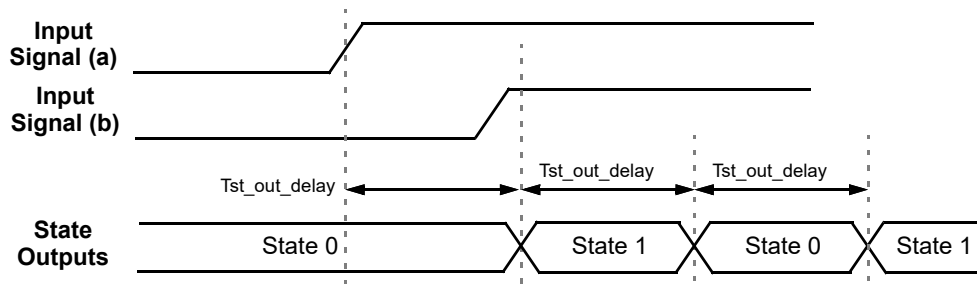 Input
Signal (a)
Input
Signal (b)
Tst_out_delay
Tst_out_delay
Tst_out_delay
State
Outputs
State 0
State 1
State 0
State 1